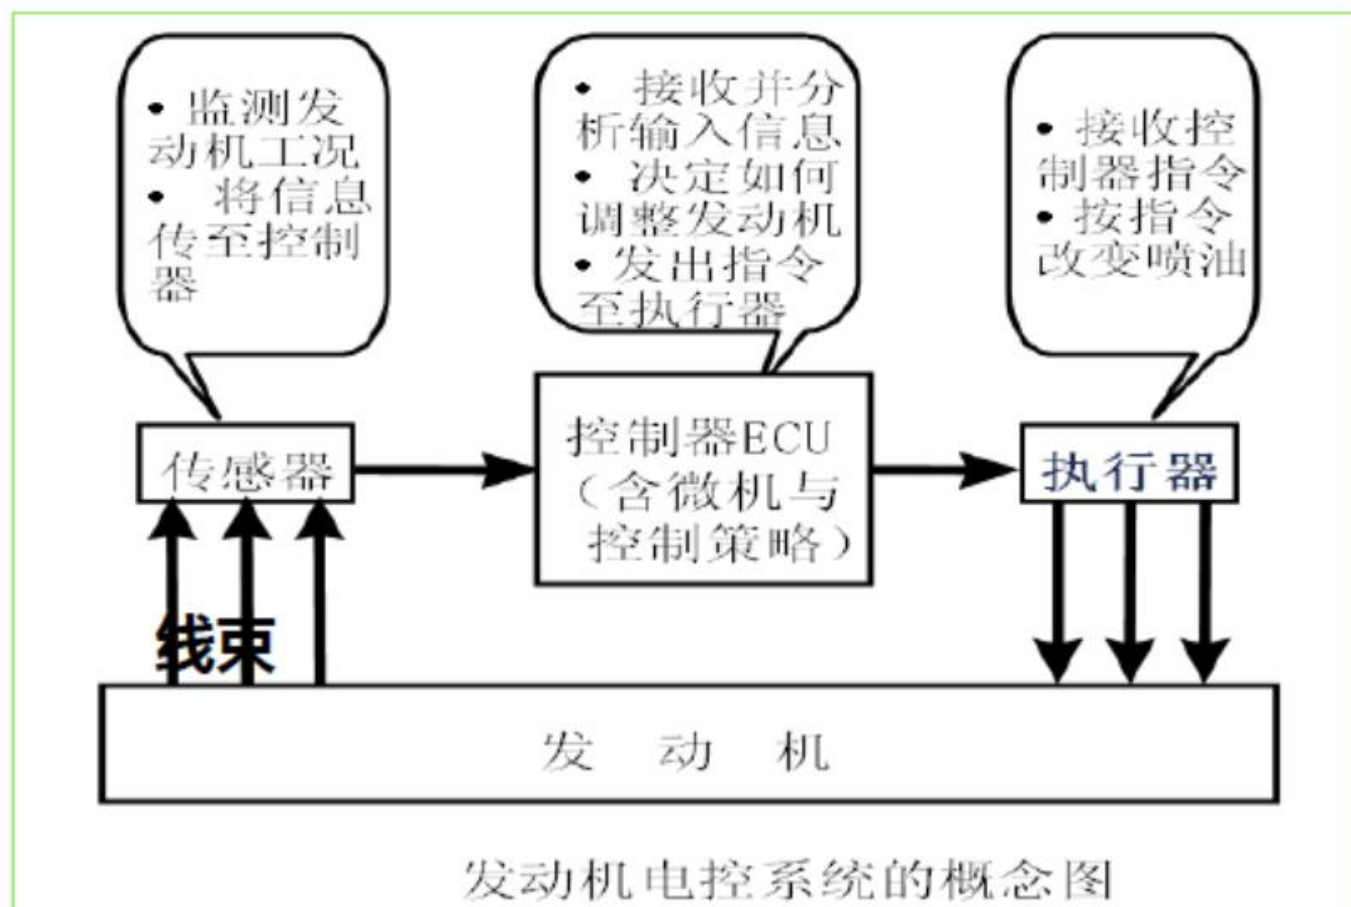 • 监测发
动机工况
• 将信息
传至控制
器
• 接收并分
析输入信息
• 决定如何
调整发动机
• 发出指令
至执行器
• 接收控
制器指令
• 按指令
改变喷油
传感器
控制器ECU
（含微机与
控制策略）
执行器
线束
发 动 机
发动机电控系统的概念图